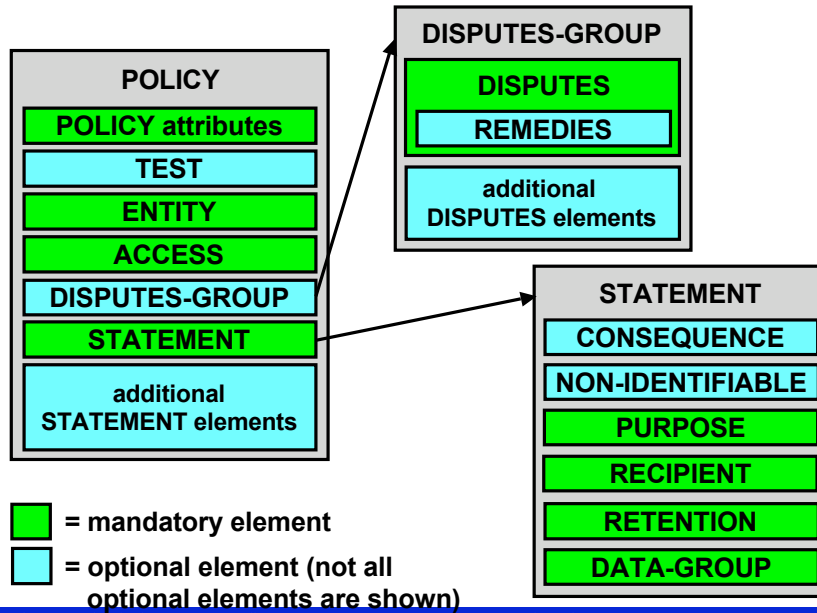 POLICY
POLICY attributes
TEST
ENTITY
ACCESS
DISPUTES-GROUP
STATEMENT
additional
STATEMENT elements
DISPUTES-GROUP
DISPUTES
REMEDIES
additional
DISPUTES elements
STATEMENT
CONSEQUENCE
NON-IDENTIFIABLE
PURPOSE
RECIPIENT
RETENTION
DATA-GROUP
= mandatory element
= optional element (not all
optional elements are shown)